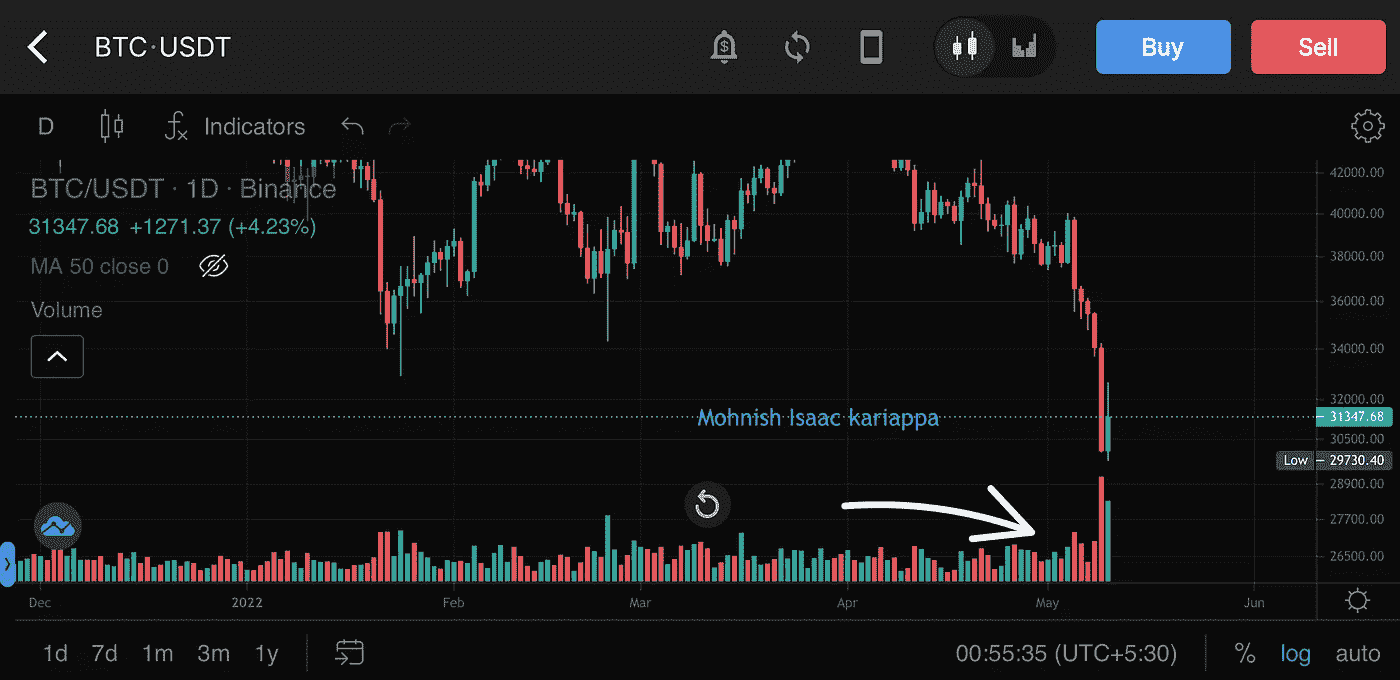 BTC·USDT
Buy
Sell
D
fx Indicators
BTC/USDT · 1D · Binance
31347.68 +1271.37 (+4.23%)
MA 50 close 0
Volume
42000.00
40000.00
38000.00
36000.00
34000.00
32000.00
Mohnish Isaac kariappa
31347.68
30500.00
Low
29730.40
28900.00
27700.00
26500.00
Dec 2022 Feb Mar Apr May Jun
1d 7d 1m 3m 1y
00:55:35 (UTC+5:30)
% log auto